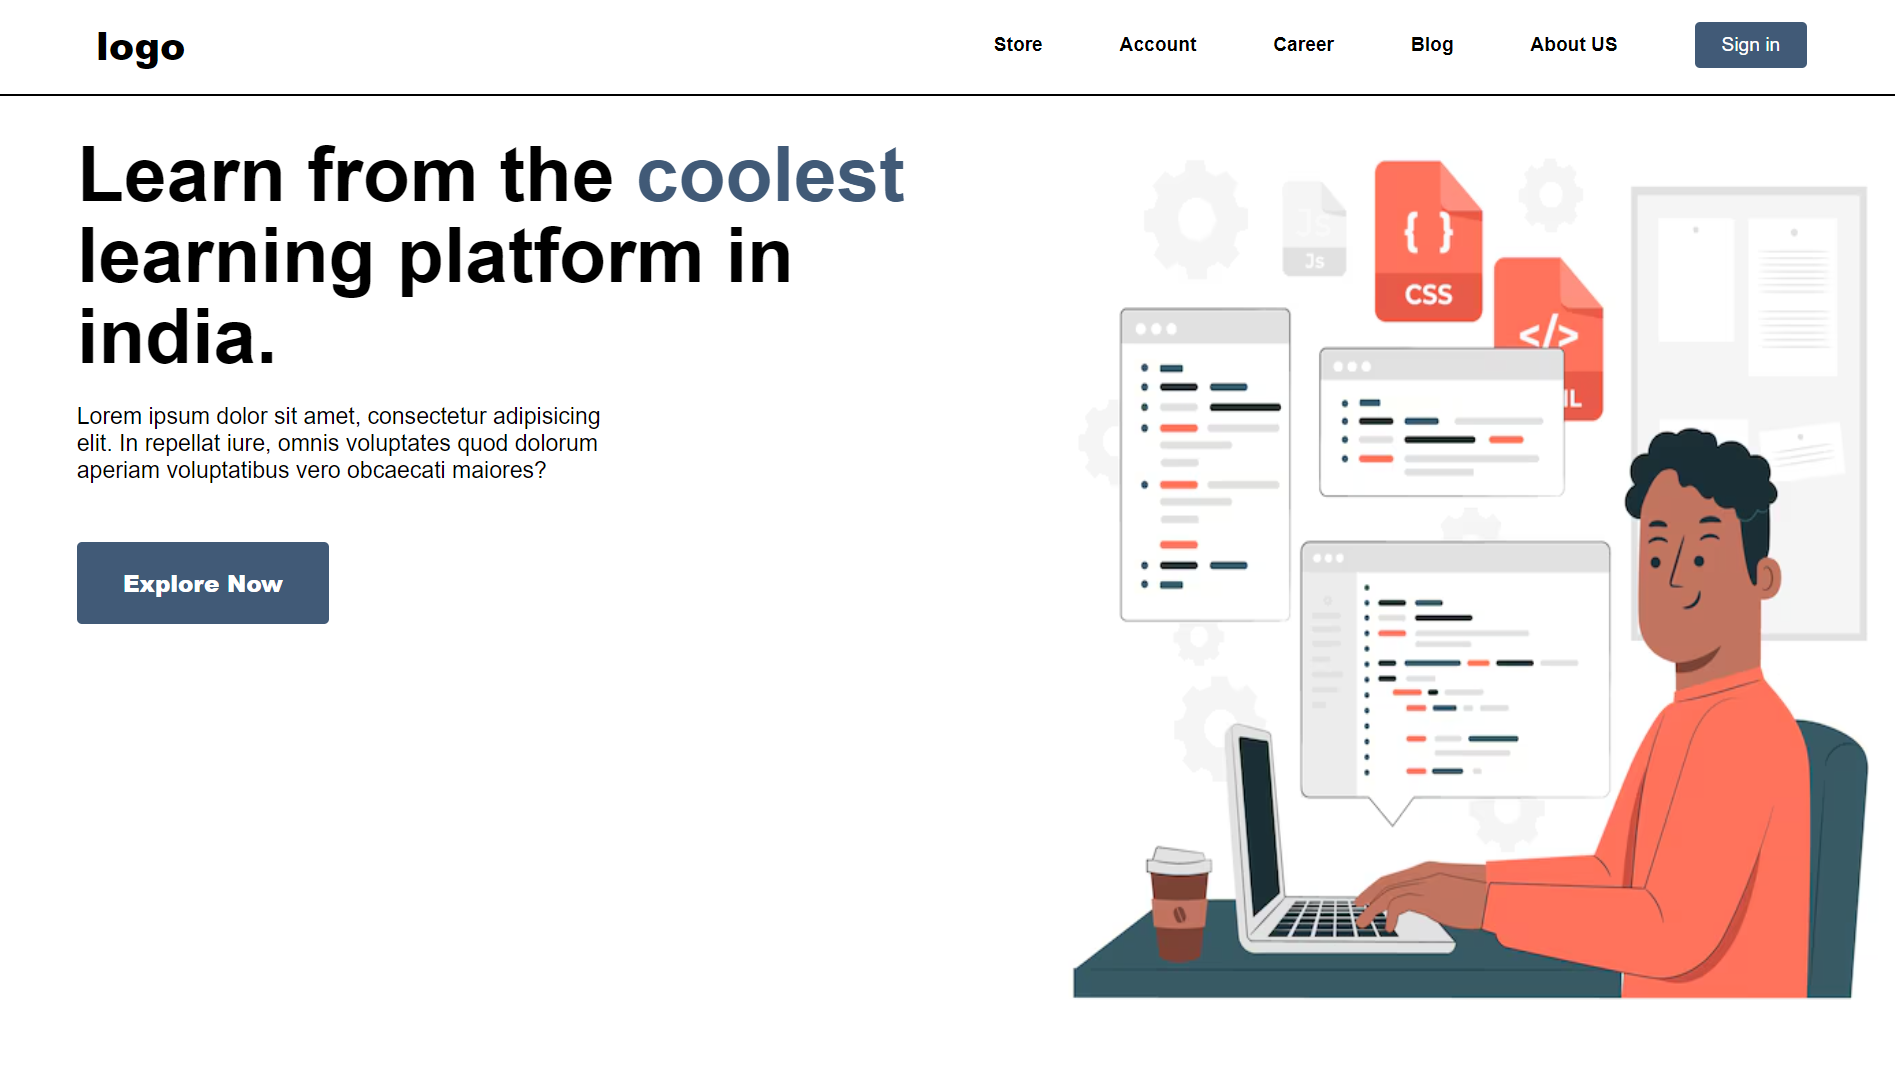 logo
Store Account Career Blog About US Sign in
Learn from the coolest
learning platform in
india.
Lorem ipsum dolor sit amet, consectetur adipisicing
elit. In repellat iure, omnis voluptates quod dolorum
aperiam voluptatibus vero obcaecati maiores?
Explore Now
Js
Js
{ }
CSS
</>
ML